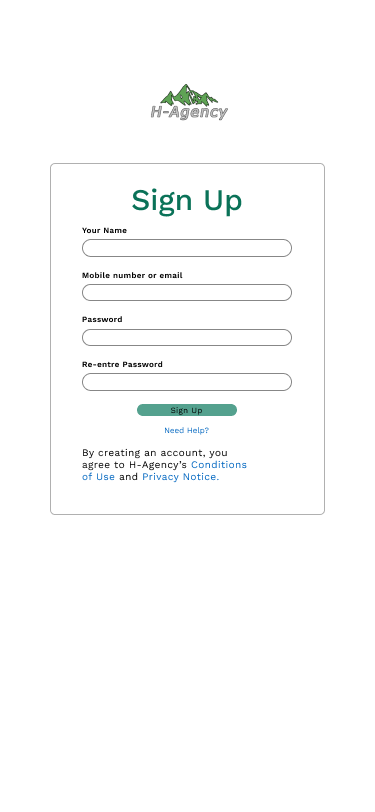 H-Agency
Sign Up
Your Name
Mobile number or email
Password
Re-entre Password
Sign Up
Need Help?
By creating an account, you
agree to H-Agency's Conditions
of Use and Privacy Notice.